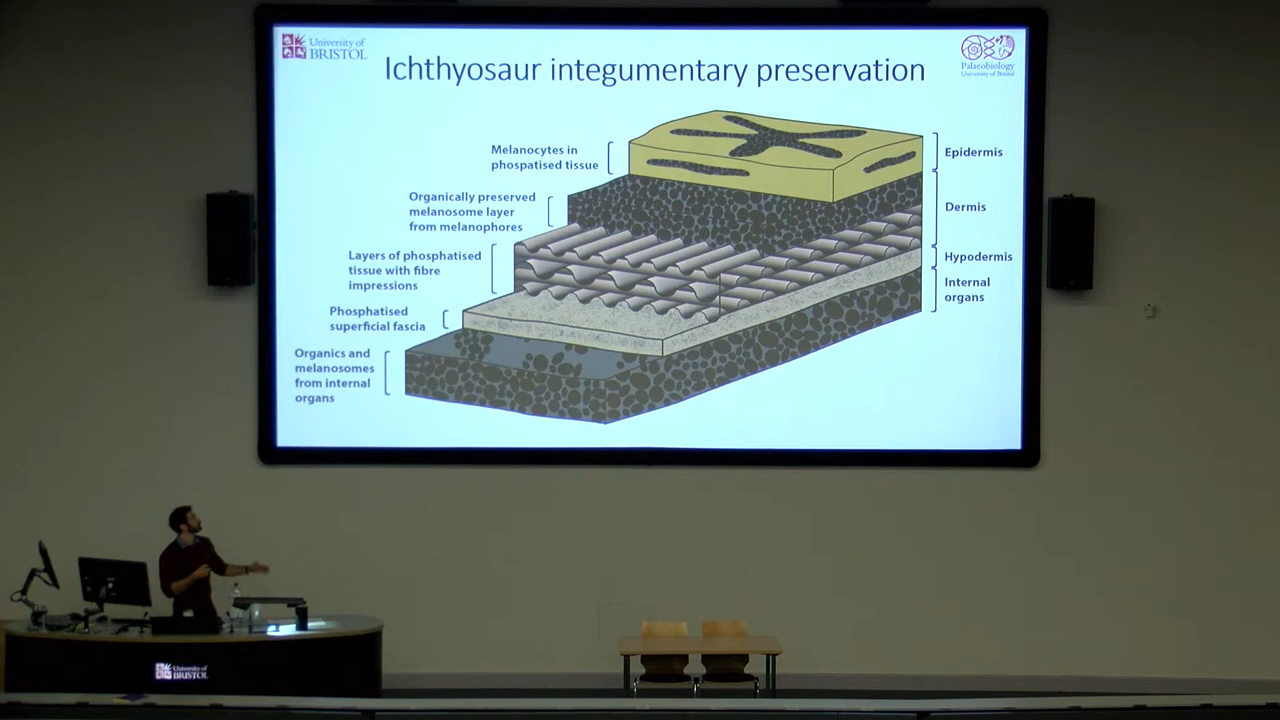 University of
BRISTOL
Ichthyosaur integumentary preservation
Palaeobiology
University of Bristol
Melanocytes in
phospatised tissue
Epidermis
Organically preserved
melanosome layer
from melanophores
Dermis
Layers of phosphatised
tissue with fibre
impressions
Hypodermis
Internal
organs
Phosphatised
superficial fascia
Organics and
melanosomes
from internal
organs
University of
BRISTOL